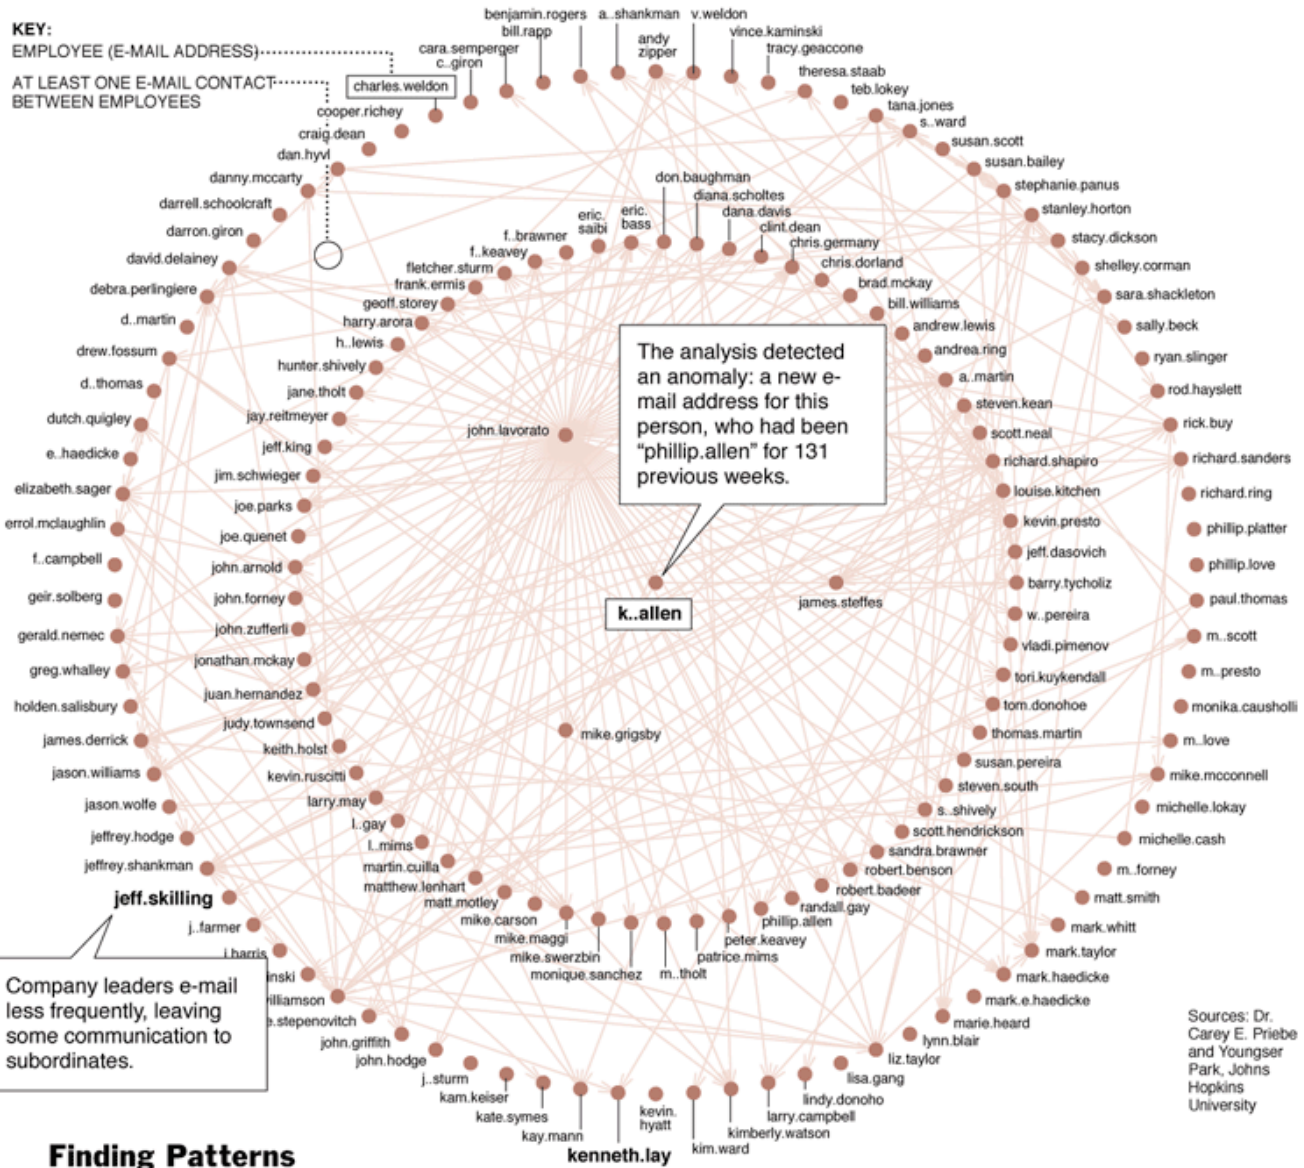 KEY:
EMPLOYEE (E-MAIL ADDRESS)
AT LEAST ONE E-MAIL CONTACT
BETWEEN EMPLOYEES
benjamin.rogers
a..shankman
v.weldon
bill.rapp
andy
zipper
vince.kaminski
cara.semperger
tracy.geaccone
c..giron
theresa.staab
charles.weldon
teb.lokey
cooper.richey
tana.jones
craig.dean
s..ward
dan.hyvl
susan.scott
danny.mccarty
susan.bailey
darrell.schoolcraft
stephanie.panus
darron.giron
stanley.horton
david.delainey
stacy.dickson
debra.perlingiere
shelley.corman
d..martin
sara.shackleton
drew.fossum
sally.beck
d..thomas
ryan.slinger
dutch.quigley
rod.hayslett
e..haedicke
rick.buy
elizabeth.sager
richard.sanders
errol.mclaughlin
richard.ring
f..campbell
phillip.platter
geir.solberg
phillip.love
gerald.nemec
paul.thomas
greg.whalley
m..scott
holden.salisbury
m..presto
james.derrick
monika.causholli
jason.williams
m..love
jason.wolfe
mike.mcconnell
jeffrey.hodge
michelle.lokay
jeffrey.shankman
michelle.cash
jeff.skilling
m..forney
j..farmer
matt.smith
j.harris
mark.whitt
inski
mark.taylor
illiamson
mark.haedicke
e.stepenovitch
mark.e.haedicke
john.griffith
marie.heard
john.hodge
lynn.blair
j..sturm
liz.taylor
kam.keiser
lisa.gang
kate.symes
lindy.donoho
kay.mann
larry.campbell
kenneth.lay
kimberly.watson
kevin.
hyatt
kim.ward
don.baughman
diana.scholtes
dana.davis
clint.dean
chris.germany
chris.dorland
brad.mckay
bill.williams
andrew.lewis
andrea.ring
a..martin
steven.kean
scott.neal
richard.shapiro
louise.kitchen
kevin.presto
jeff.dasovich
barry.tycholiz
w..pereira
vladi.pimenov
tori.kuykendall
tom.donohoe
thomas.martin
susan.pereira
steven.south
s..shively
scott.hendrickson
sandra.brawner
robert.benson
robert.badeer
randall.gay
phillip.allen
peter.keavey
patrice.mims
m..tholt
monique.sanchez
mike.swerzbin
mike.maggi
mike.carson
matt.motley
matthew.lenhart
martin.cuilla
l..mims
l..gay
larry.may
kevin.ruscitti
keith.holst
judy.townsend
juan.hernandez
jonathan.mckay
john.zufferli
john.forney
john.arnold
joe.quenet
joe.parks
jim.schwieger
jeff.king
jay.reitmeyer
jane.tholt
hunter.shively
h..lewis
harry.arora
geoff.storey
frank.ermis
fletcher.sturm
f..keavey
f..brawner
eric.
saibi
eric.
bass
john.lavorato
The analysis detected
an anomaly: a new e-
mail address for this
person, who had been
“phillip.allen” for 131
previous weeks.
k..allen
james.steffes
mike.grigsby
Company leaders e-mail
less frequently, leaving
some communication to
subordinates.
Sources: Dr.
Carey E. Priebe
and Youngser
Park, Johns
Hopkins
University
Finding Patterns